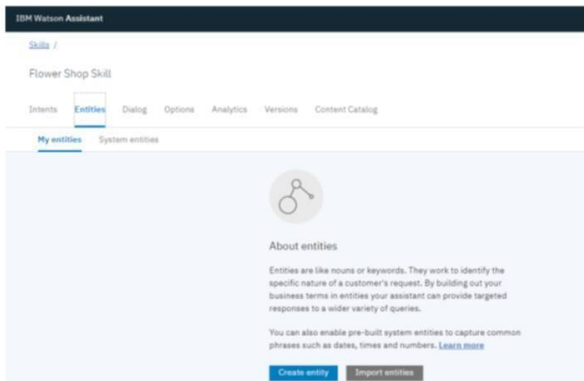 IBM Watson Assistant
Skills /
Flower Shop Skill
Intents Entities Dialog Options Analytics Versions Content Catalog
My entities System entities
About entities
Entities are like nouns or keywords. They work to identify the
specific nature of a customer's request. By building out your
business terms in entities your assistant can provide targeted
responses to a wider variety of queries.
You can also enable pre-built system entities to capture common
phrases such as dates, times and numbers. Learn more
Create entity Import entities